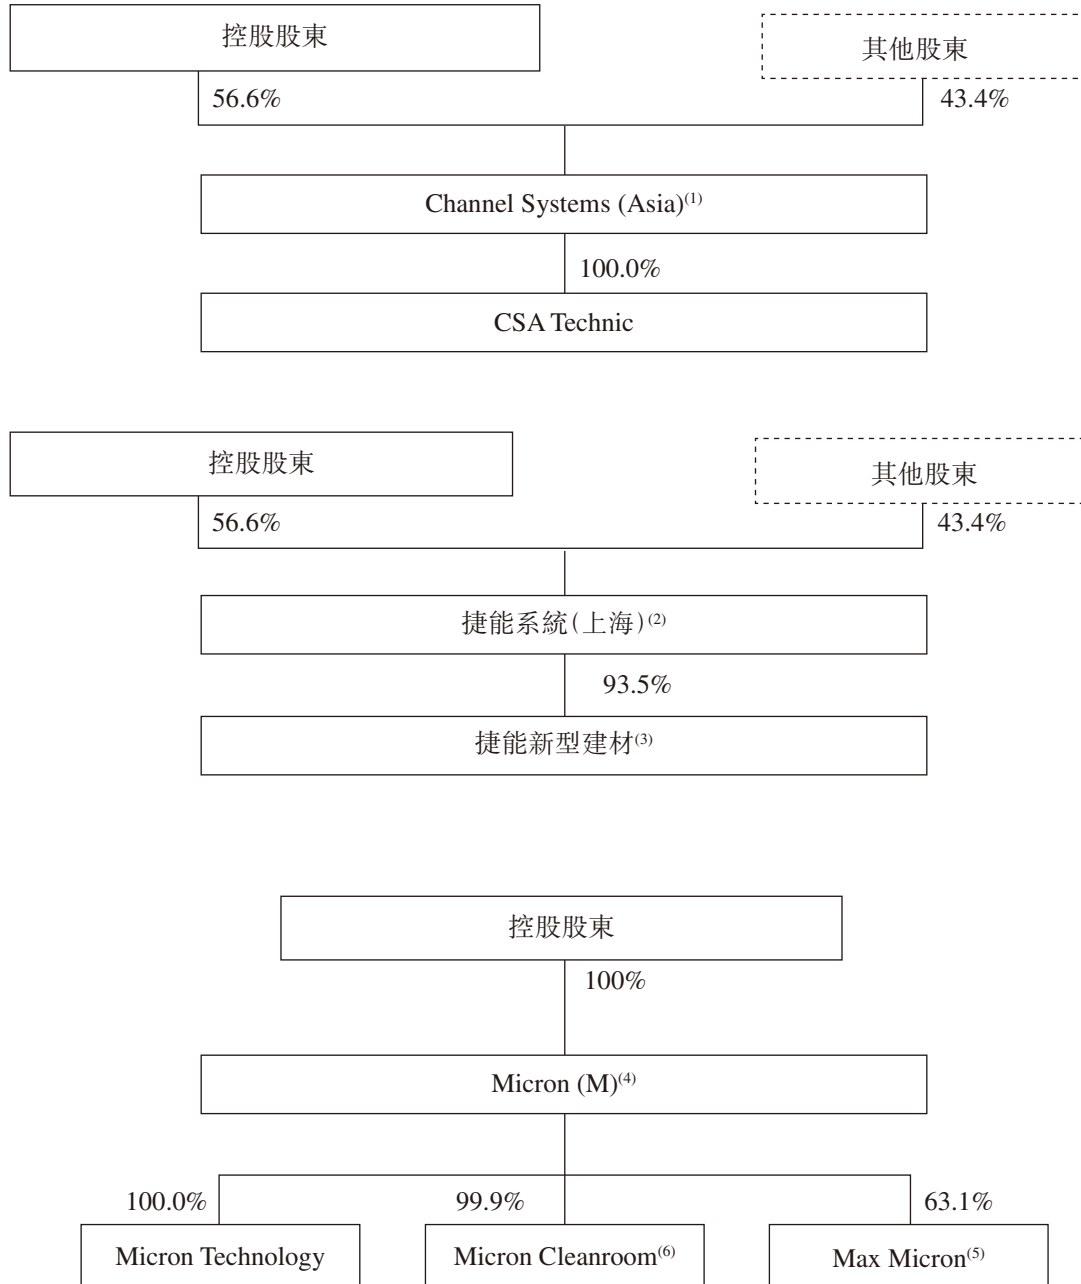 控股股東
其他股東
56.6%
43.4%
Channel Systems (Asia)(1)
100.0%
CSA Technic
控股股東
其他股東
56.6%
43.4%
捷能系統(上海)(2)
93.5%
捷能新型建材(3)
控股股東
100%
Micron (M)(4)
100.0%
99.9%
63.1%
Micron Technology
Micron Cleanroom(6)
Max Micron(5)